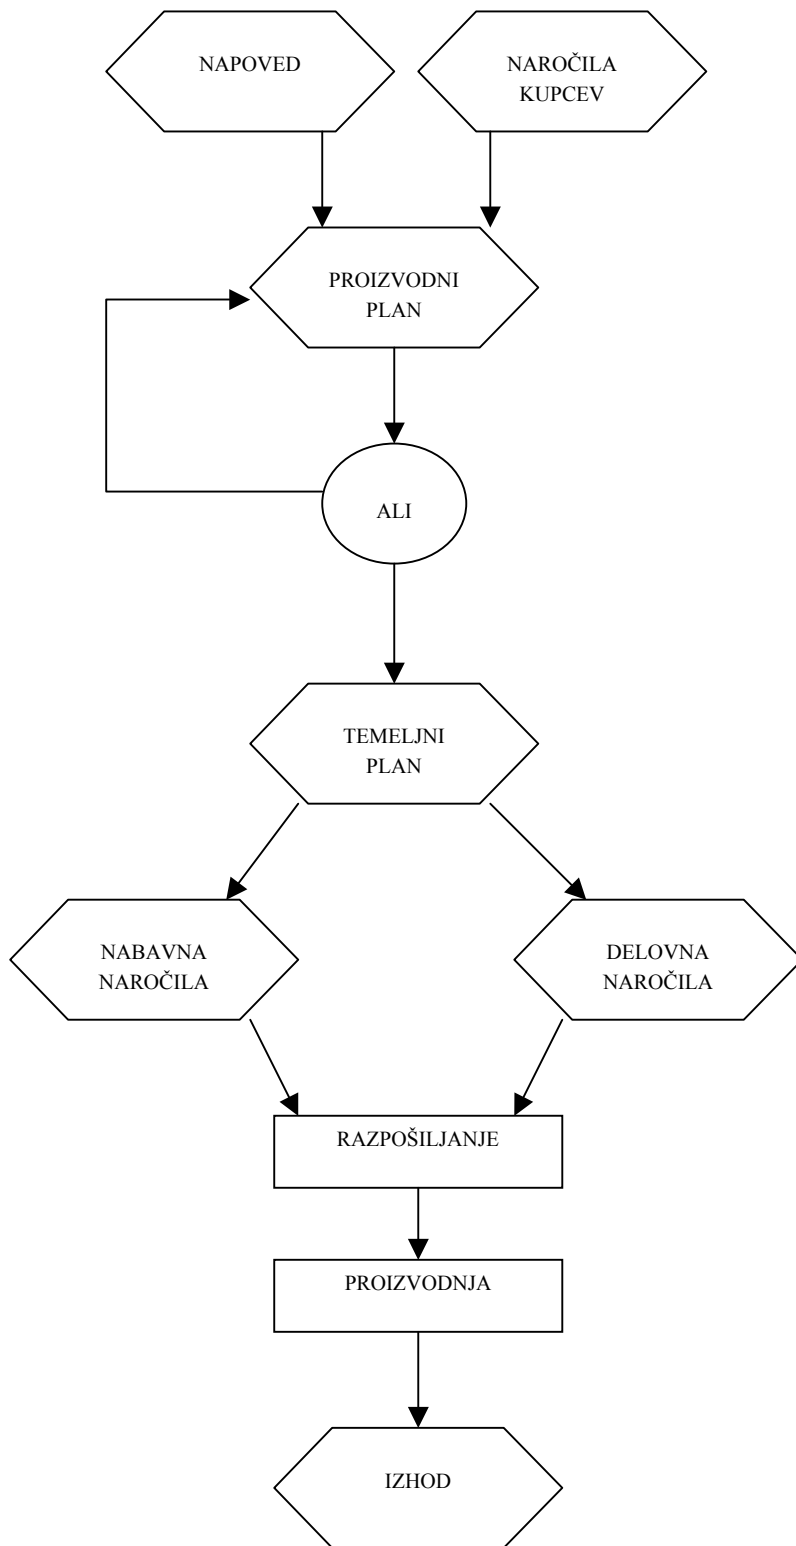 NAPOVED
NAROČILA
KUPCEV
PROIZVODNI
PLAN
ALI
TEMELJNI
PLAN
NABAVNA
NAROČILA
DELOVNA
NAROČILA
RAZPOŠILJANJE
PROIZVODNJA
IZHOD